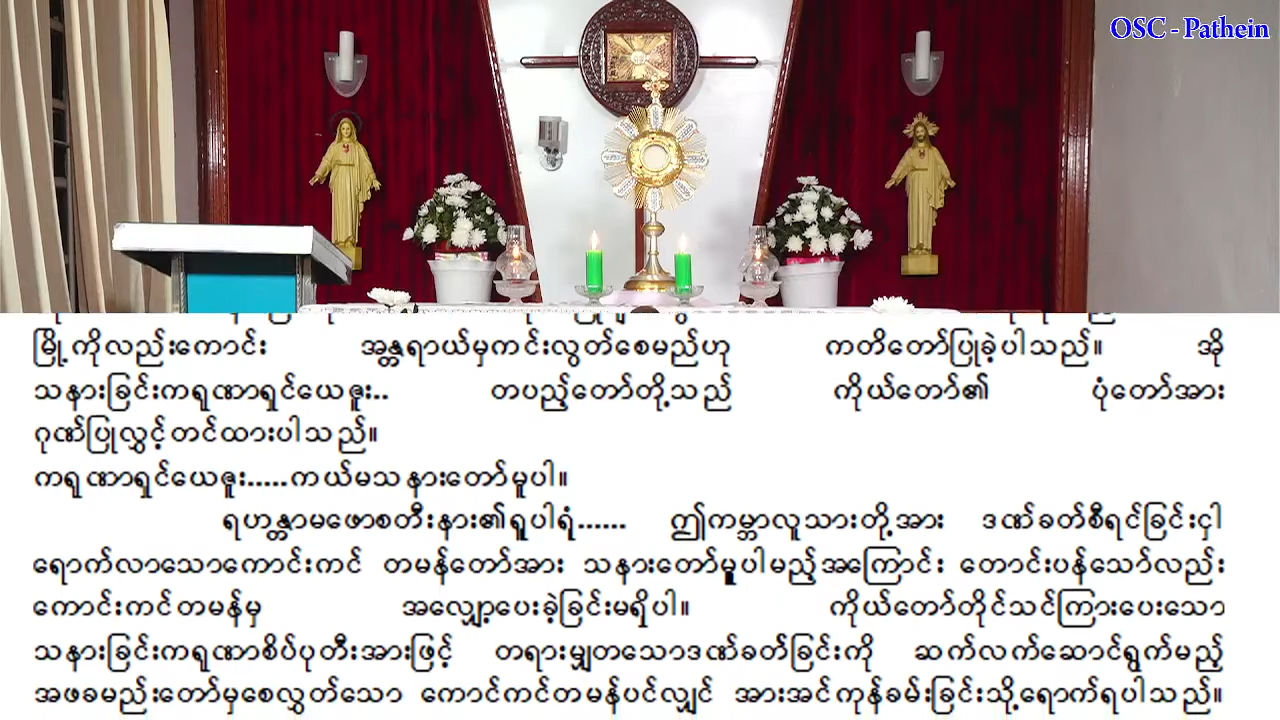 OSC - Pathein
မြို့ကိုလည်းကောင်း အန္တရာယ်မှကင်းလွတ်စေမည်ဟု ကတိတော်ပြုခဲ့ပါသည်။ အို
သနားခြင်းကရုဏာရှင်ယေဇူး.. တပည့်တော်တို့သည် ကိုယ်တော်၏ ပုံတော်အား
ဂုဏ်ပြုလွှင့်တင်ထားပါသည်။
ကရုဏာရှင်ယေဇူး.....ကယ်မသနားတော်မူပါ။
ရဟန္တာမဖောစတီးနား၏ရူပါရုံ...... ဤကမ္ဘာလူသားတို့အား ဒဏ်ခတ်စီရင်ခြင်းငှါ
ရောက်လာသောကောင်းကင် တမန်တော်အား သနားတော်မူပါမည့်အကြောင်း တောင်းပန်သော်လည်း
ကောင်းကင်တမန်မှ အလျှော့ပေးခဲ့ခြင်းမရှိပါ။ ကိုယ်တော်တိုင်သင်ကြားပေးသော
သနားခြင်းကရုဏာစိပ်ပုတီးအားဖြင့် တရားမျှတသောဒဏ်ခတ်ခြင်းကို ဆက်လက်ဆောင်ရွက်မည့်
အဖခမည်းတော်မှစေလွှတ်သော ကောင်ကင်တမန်ပင်လျှင် အားအင်ကုန်ခမ်းခြင်းသို့ရောက်ရပါသည်။